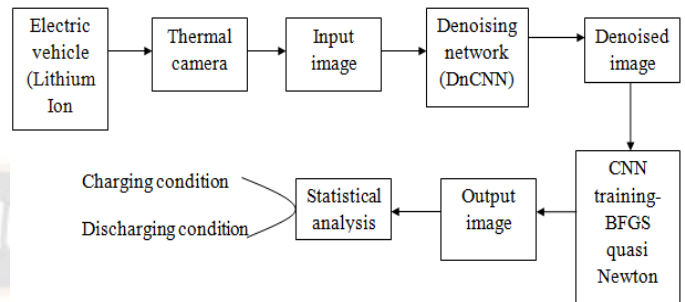 Electric
vehicle
(Lithium
Ion
Thermal
camera
Input
image
Denoising
network
(DnCNN)
Denoised
image
CNN
training-
BFGS
quasi
Newton
Output
image
Statistical
analysis
Charging condition
Discharging condition